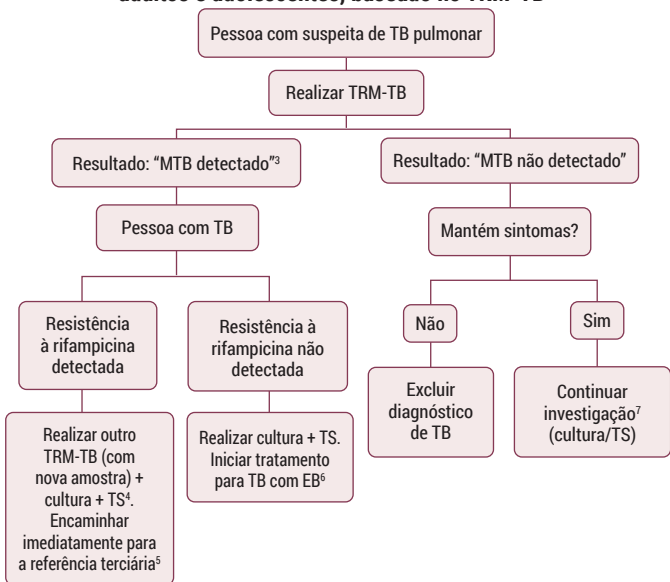 adultos e adolescentes, baseado no TRM-TB
Pessoa com suspeita de TB pulmonar
Realizar TRM-TB
Resultado: “MTB detectado”³
Resultado: “MTB não detectado”
Pessoa com TB
Mantém sintomas?
Resistência
à rifampicina
detectada
Resistência à
rifampicina não
detectada
Não
Sim
Realizar outro
TRM-TB (com
nova amostra) +
cultura + TS⁴.
Encaminhar
imediatamente para
a referência terciária⁵
Realizar cultura + TS.
Iniciar tratamento
para TB com EB⁶
Excluir
diagnóstico
de TB
Continuar
investigação⁷
(cultura/TS)